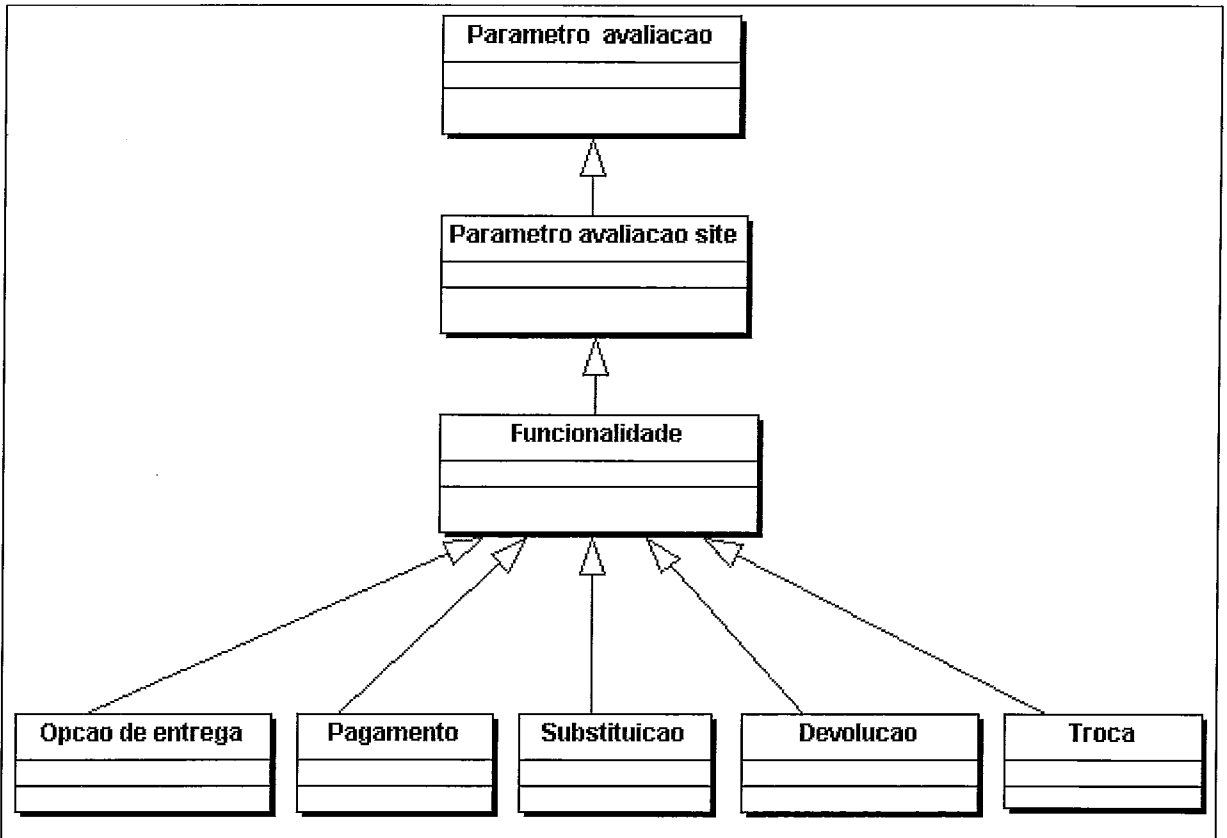 Parametro avaliacao
Parametro avaliacao site
Funcionalidade
Opcao de entrega
Pagamento
Substituicao
Devolucao
Troca